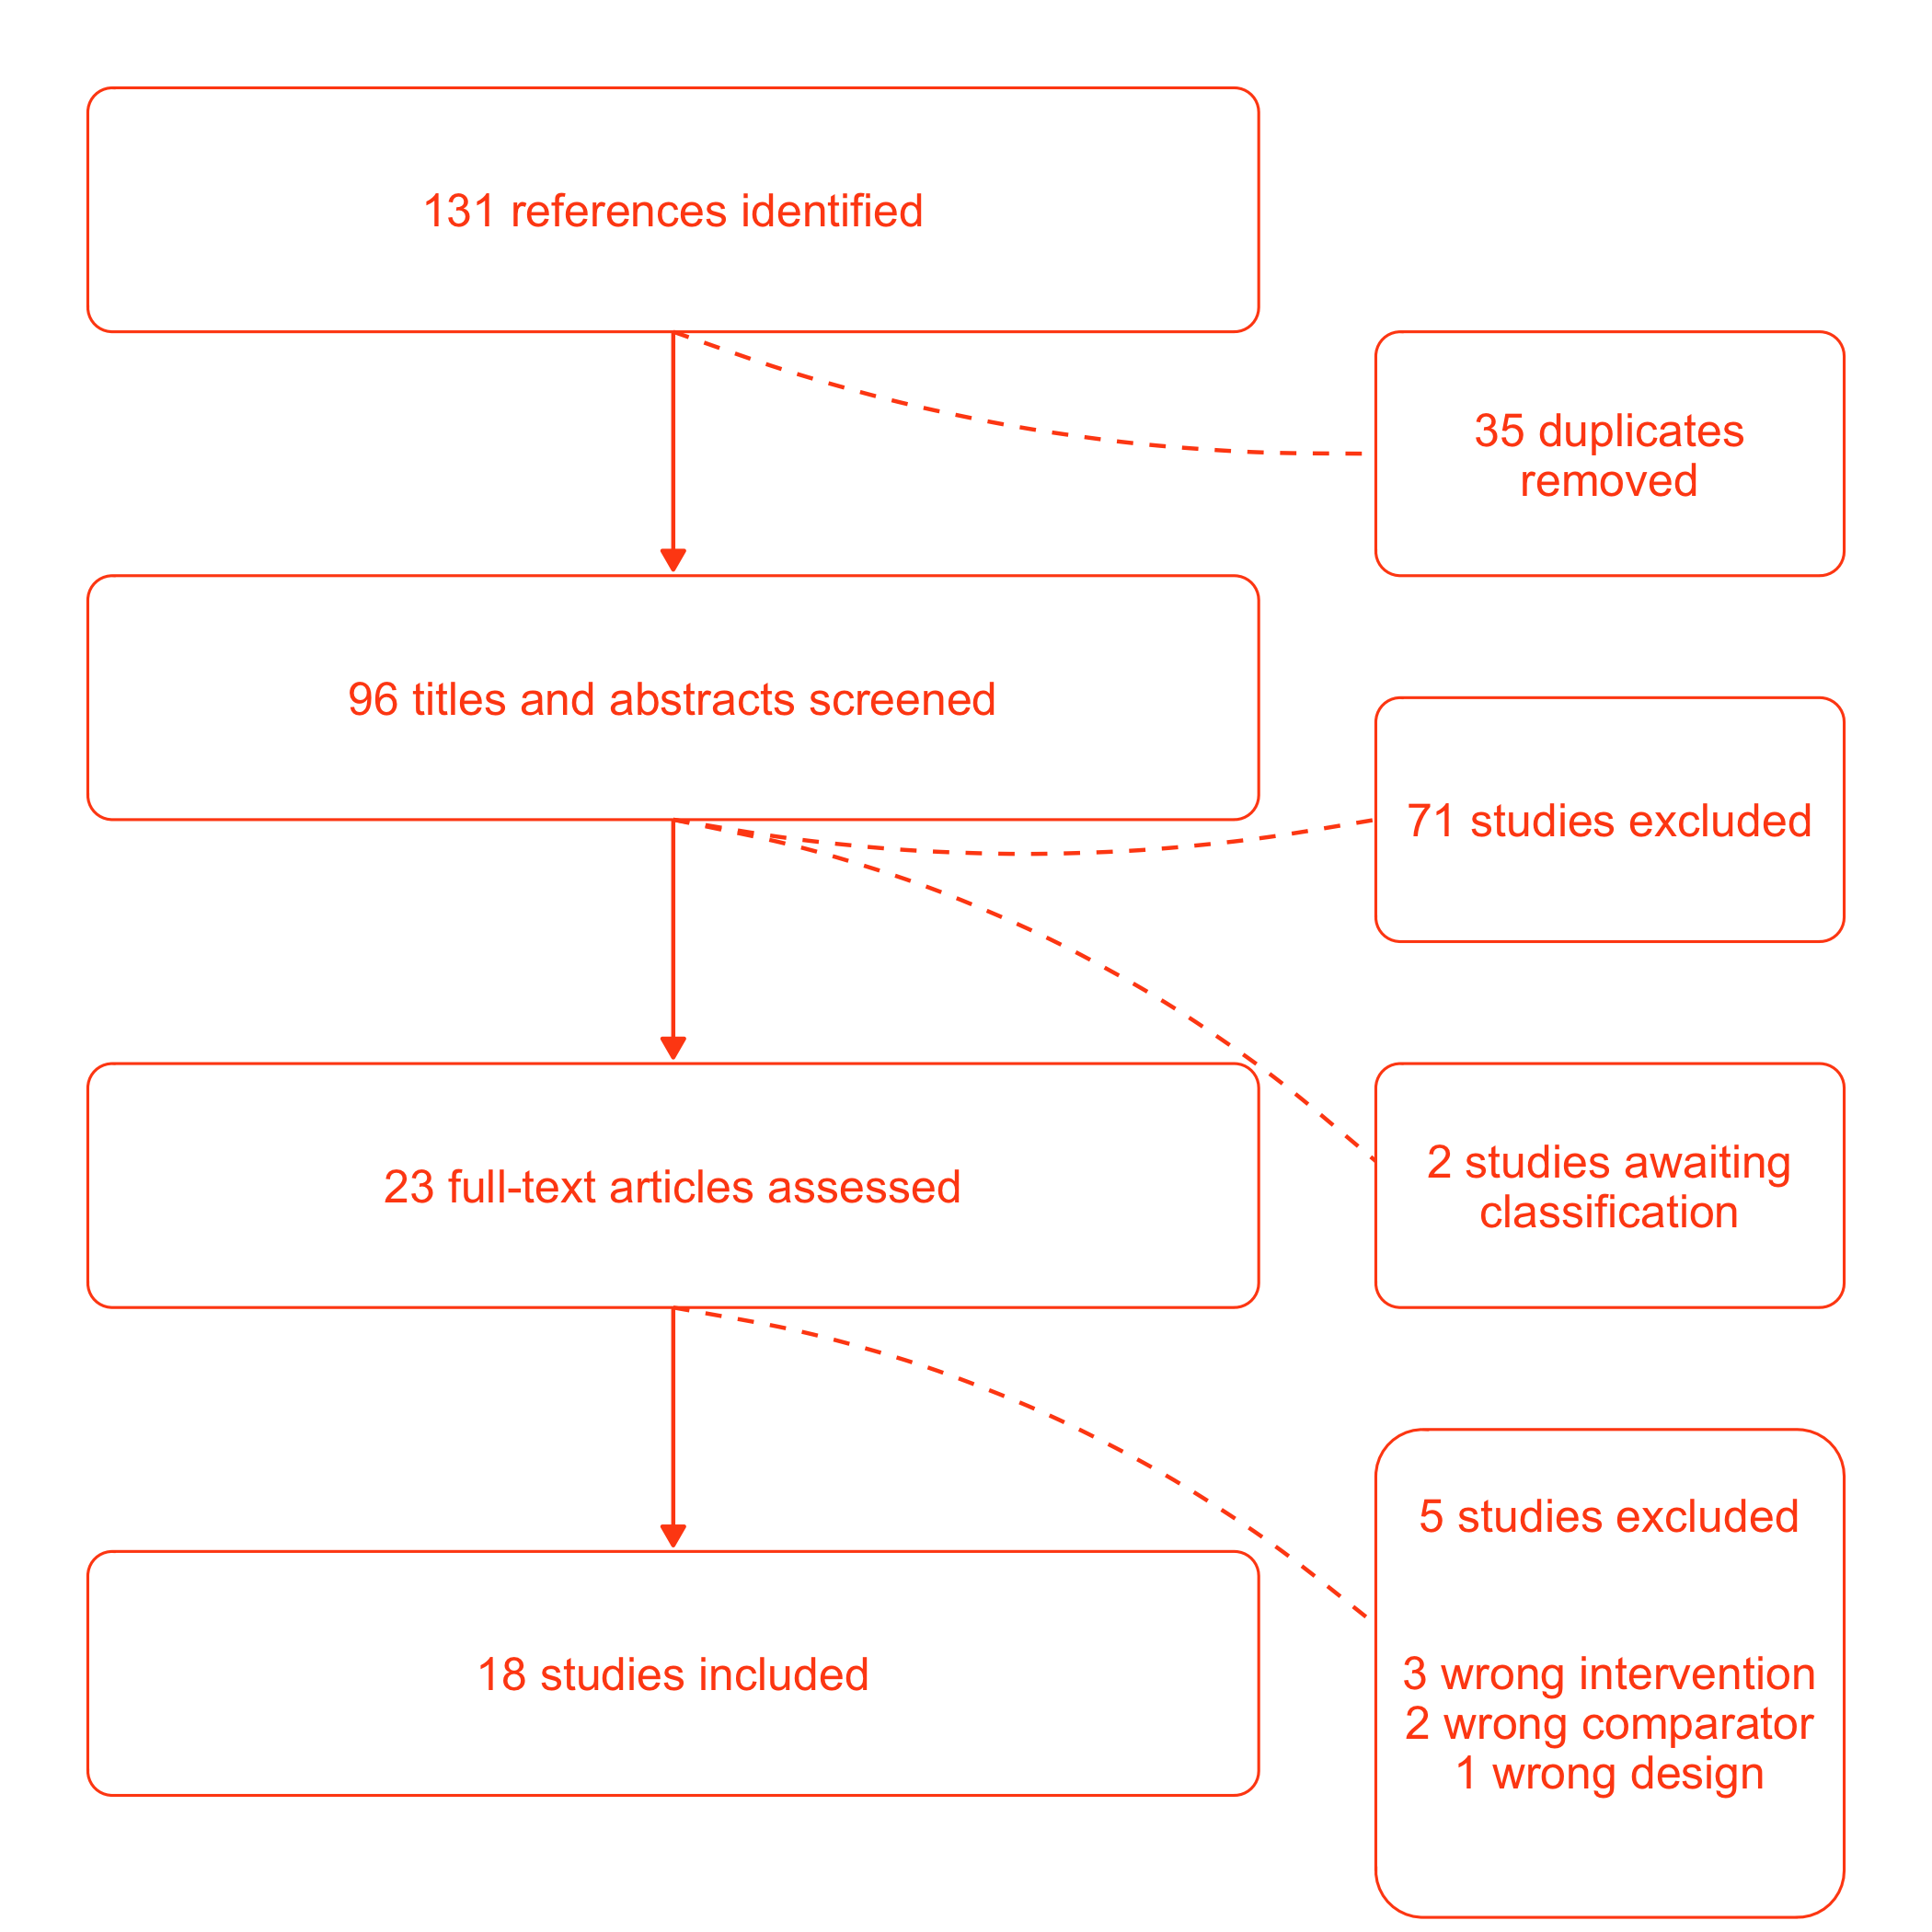 131 references identified
35 duplicates
removed
96 titles and abstracts screened
71 studies excluded
23 full-text articles assessed
2 studies awaiting
classification
5 studies excluded
3 wrong intervention
2 wrong comparator
1 wrong design
18 studies included